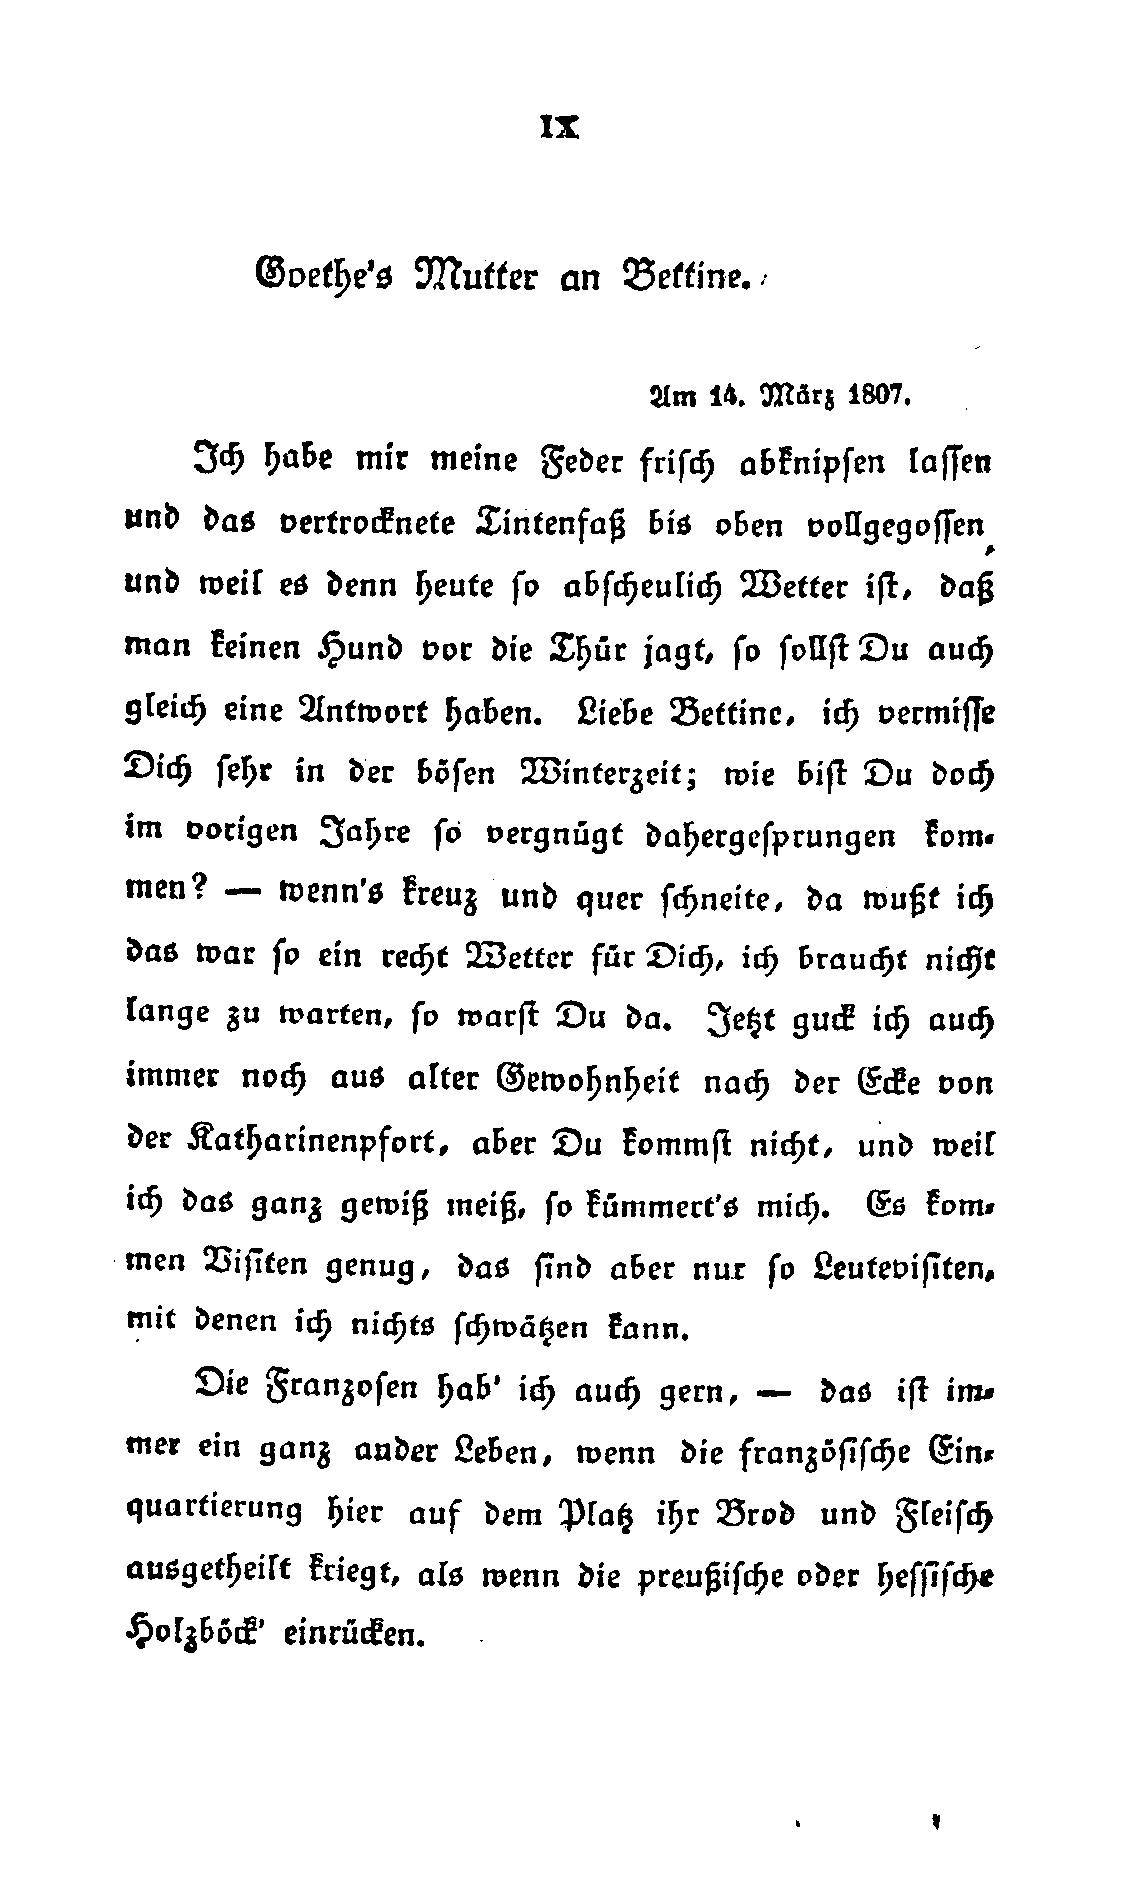 IX
Goethe's Mutter an Bettine.
Am 14. März 1807.
Ich habe mir meine Feder friſch abknipſen laſſen
und das vertrocknete Tintenfaß bis oben vollgegoſſen,
und weil es denn heute ſo abſcheulich Wetter iſt, daß
man keinen Hund vor die Thür jagt, ſo ſollſt Du auch
gleich eine Antwort haben. Liebe Bettine, ich vermiſſe
Dich ſehr in der böſen Winterzeit; wie biſt Du doch
im vorigen Jahre ſo vergnügt dahergeſprungen kom-
men? — wenn's kreuz und quer ſchneite, da wußt ich
das war ſo ein recht Wetter für Dich, ich braucht nicht
lange zu warten, ſo warſt Du da. Jetzt guck ich auch
immer noch aus alter Gewohnheit nach der Ecke von
der Katharinenpfort, aber Du kommſt nicht, und weil
ich das ganz gewiß weiß, ſo kümmert's mich. Es kom-
men Viſiten genug, das ſind aber nur ſo Leuteviſiten,
mit denen ich nichts ſchwätzen kann.
Die Franzoſen hab' ich auch gern, — das iſt im-
mer ein ganz ander Leben, wenn die franzöſiſche Ein-
quartierung hier auf dem Platz ihr Brod und Fleiſch
ausgetheilt kriegt, als wenn die preußiſche oder heſſiſche
Holzböck' einrücken.